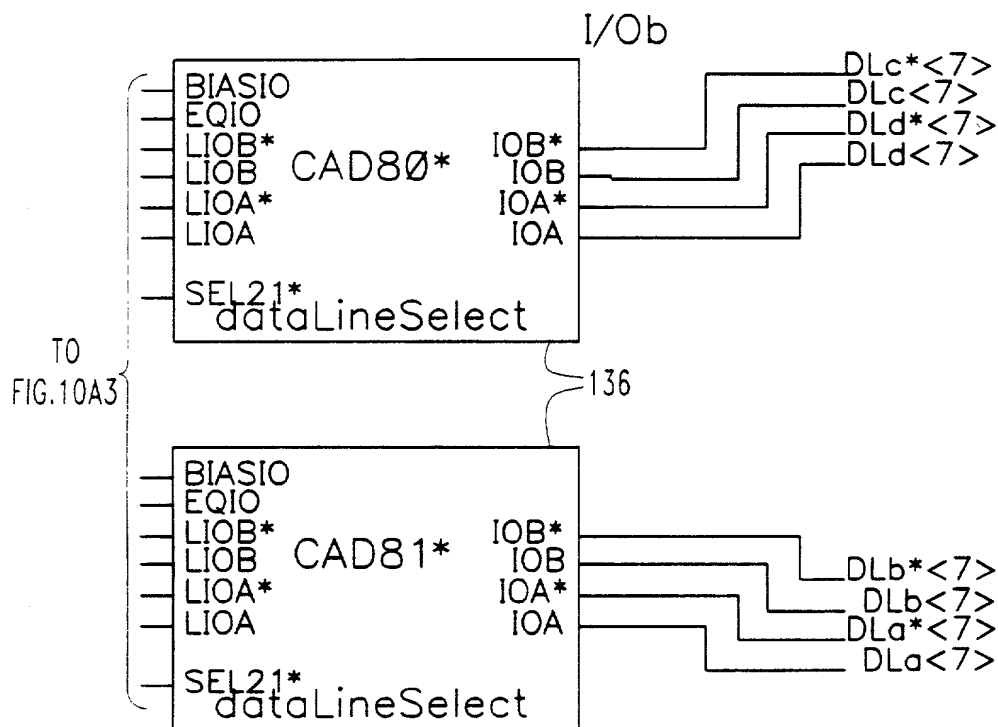 I/Ob
BIASIO
EQIO
LIOB*
LIOB
LIOA*
LIOA
SEL21*
CAD8Ø*
IOB*
IOB
IOA*
IOA
dataLineSelect
DLc*<7>
DLc<7>
DLd*<7>
DLd<7>
TO
FIG.10A3
136
BIASIO
EQIO
LIOB*
LIOB
LIOA*
LIOA
SEL21*
CAD81*
IOB*
IOB
IOA*
IOA
dataLineSelect
DLb*<7>
DLb<7>
DLa*<7>
DLa<7>